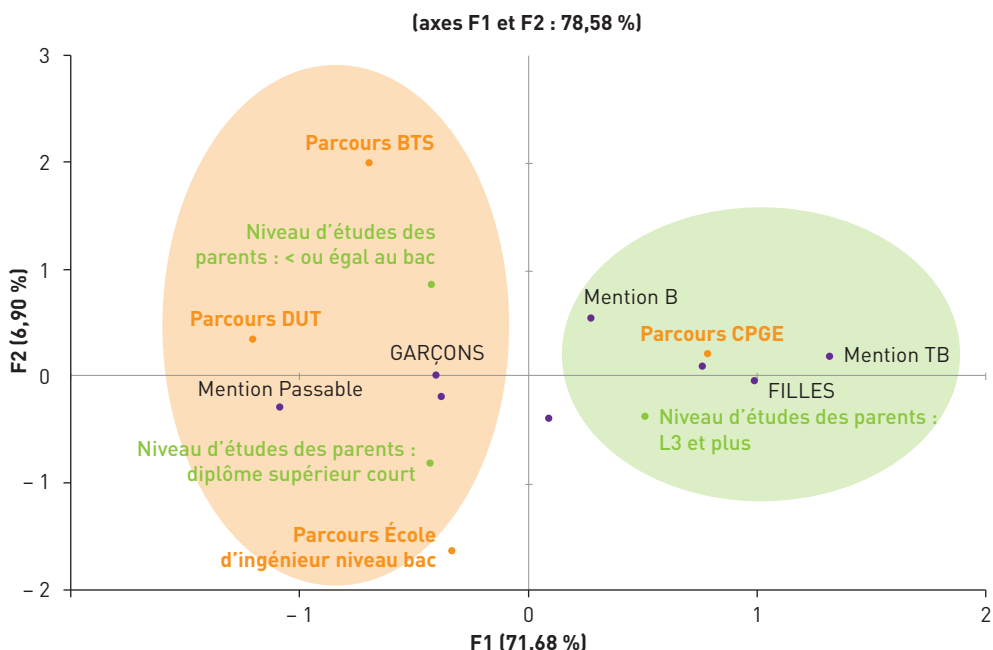 (axes F1 et F2 : 78,58 %)
3
Parcours BTS
2
Niveau d'études des
parents : < ou égal au bac
1
Mention B
Parcours DUT
Parcours CPGE
GARÇONS
Mention TB
F2 (6,90 %)
0
Mention Passable
FILLES
Niveau d'études des parents :
L3 et plus
Niveau d'études des parents :
diplôme supérieur court
– 1
Parcours École
d'ingénieur niveau bac
– 2
– 1
0
1
2
F1 (71,68 %)